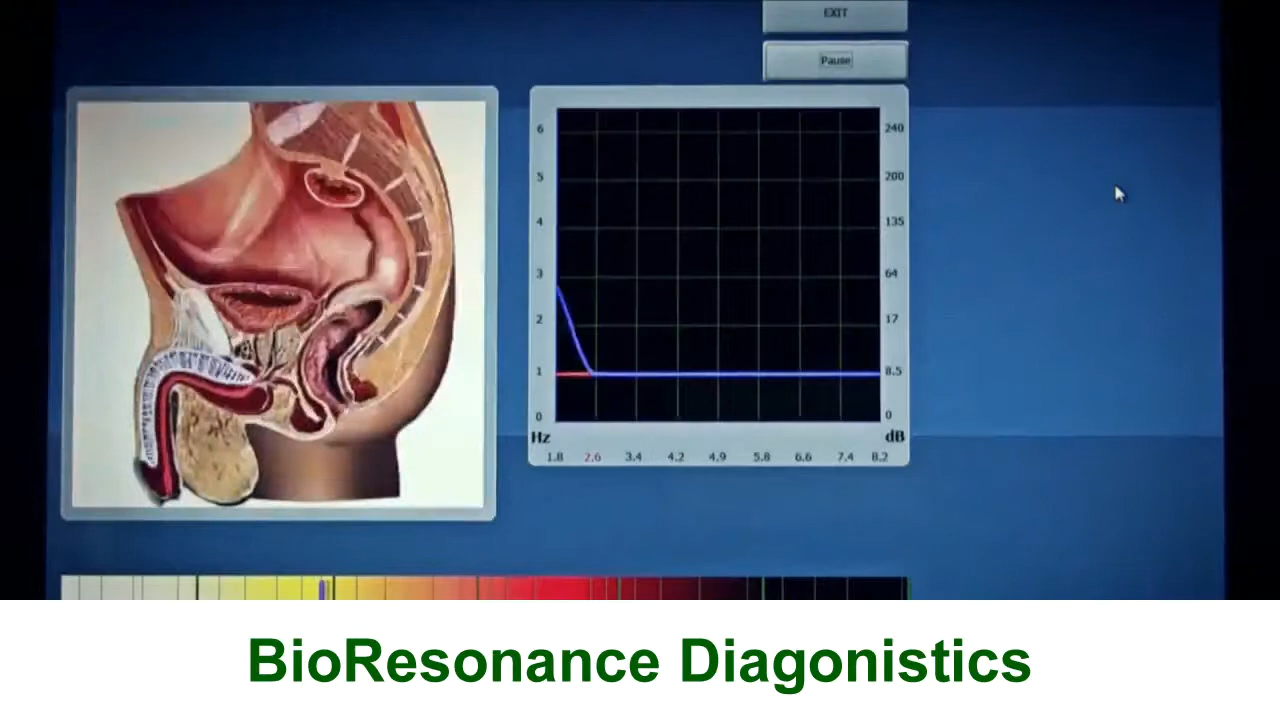 EXIT
Pause
6 240
5 200
4 135
3 64
2 17
1 8.5
0 0
Hz dB
1.8 2.6 3.4 4.2 4.9 5.8 6.6 7.4 8.2
BioResonance Diagonistics